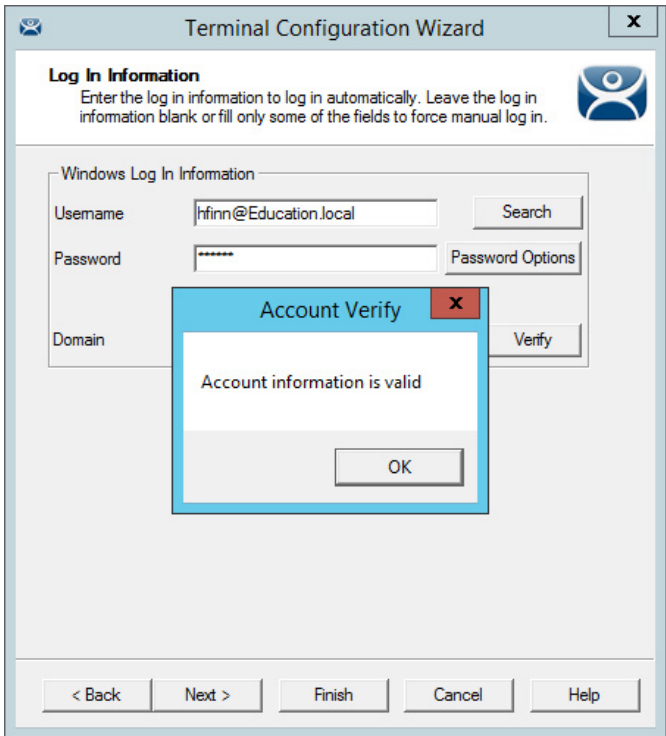 Terminal Configuration Wizard
x
Log In Information
Enter the log in information to log in automatically. Leave the log in
information blank or fill only some of the fields to force manual log in.
Windows Log In Information
Username
hfinn@Education.local
Search
Password
******
Password Options
Account Verify
x
Domain
Verify
Account information is valid
OK
< Back
Next >
Finish
Cancel
Help